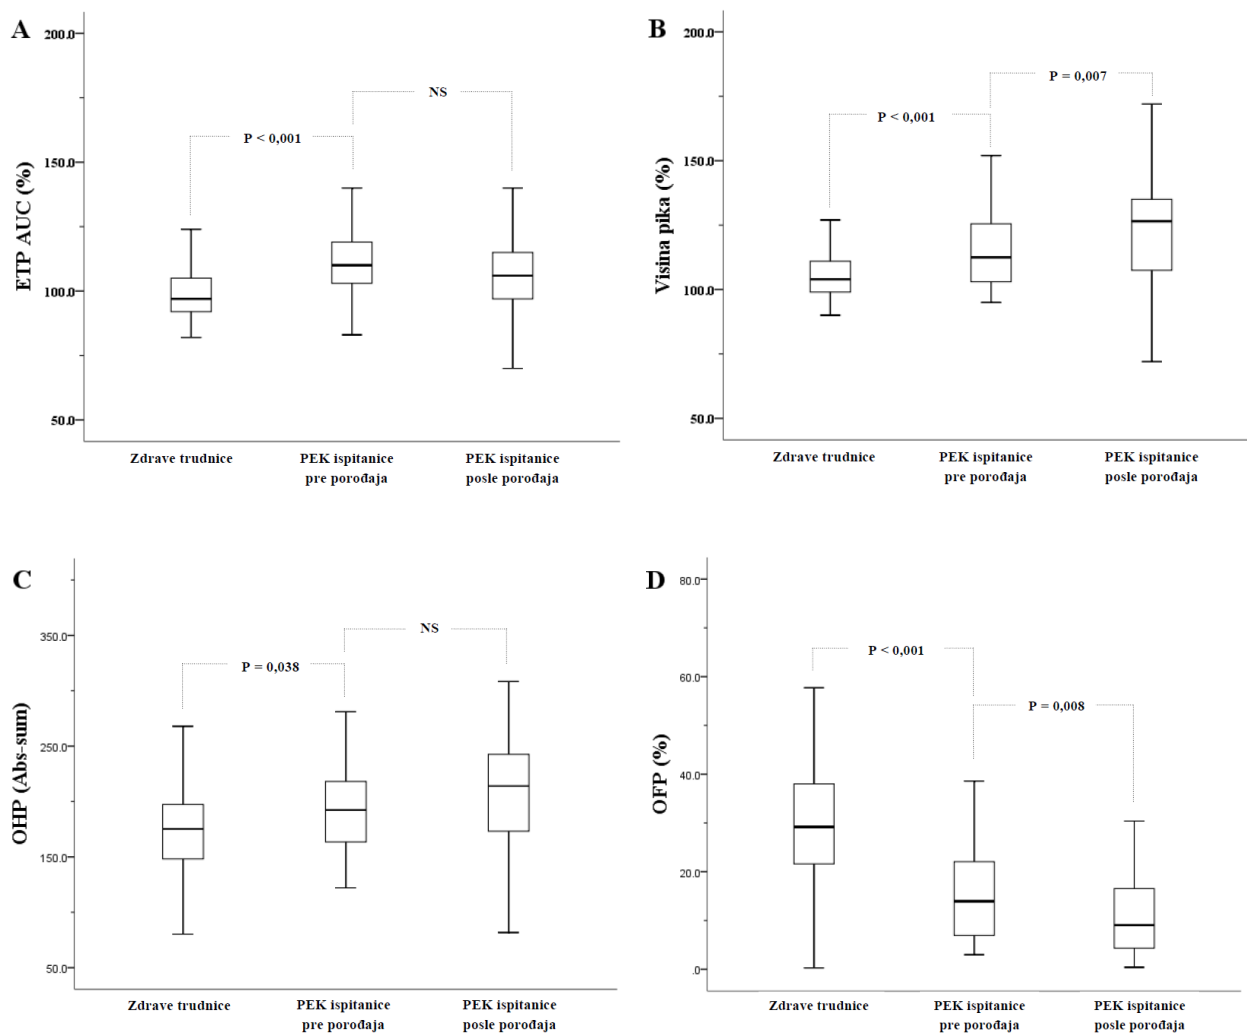 A
200.0
150.0
100.0
50.0
ETP AUC (%)
P < 0,001
NS
Zdrave trudnice
PEK ispitanice
pre porođaja
PEK ispitanice
posle porođaja
B
200.0
150.0
100.0
50.0
Visina pika (%)
P < 0,001
P = 0,007
Zdrave trudnice
PEK ispitanice
pre porođaja
PEK ispitanice
posle porođaja
C
350.0
250.0
150.0
50.0
OHP (Abs-sum)
P = 0,038
NS
Zdrave trudnice
PEK ispitanice
pre porođaja
PEK ispitanice
posle porođaja
D
80.0
60.0
40.0
20.0
.0
OFP (%)
P < 0,001
P = 0,008
Zdrave trudnice
PEK ispitanice
pre porođaja
PEK ispitanice
posle porođaja